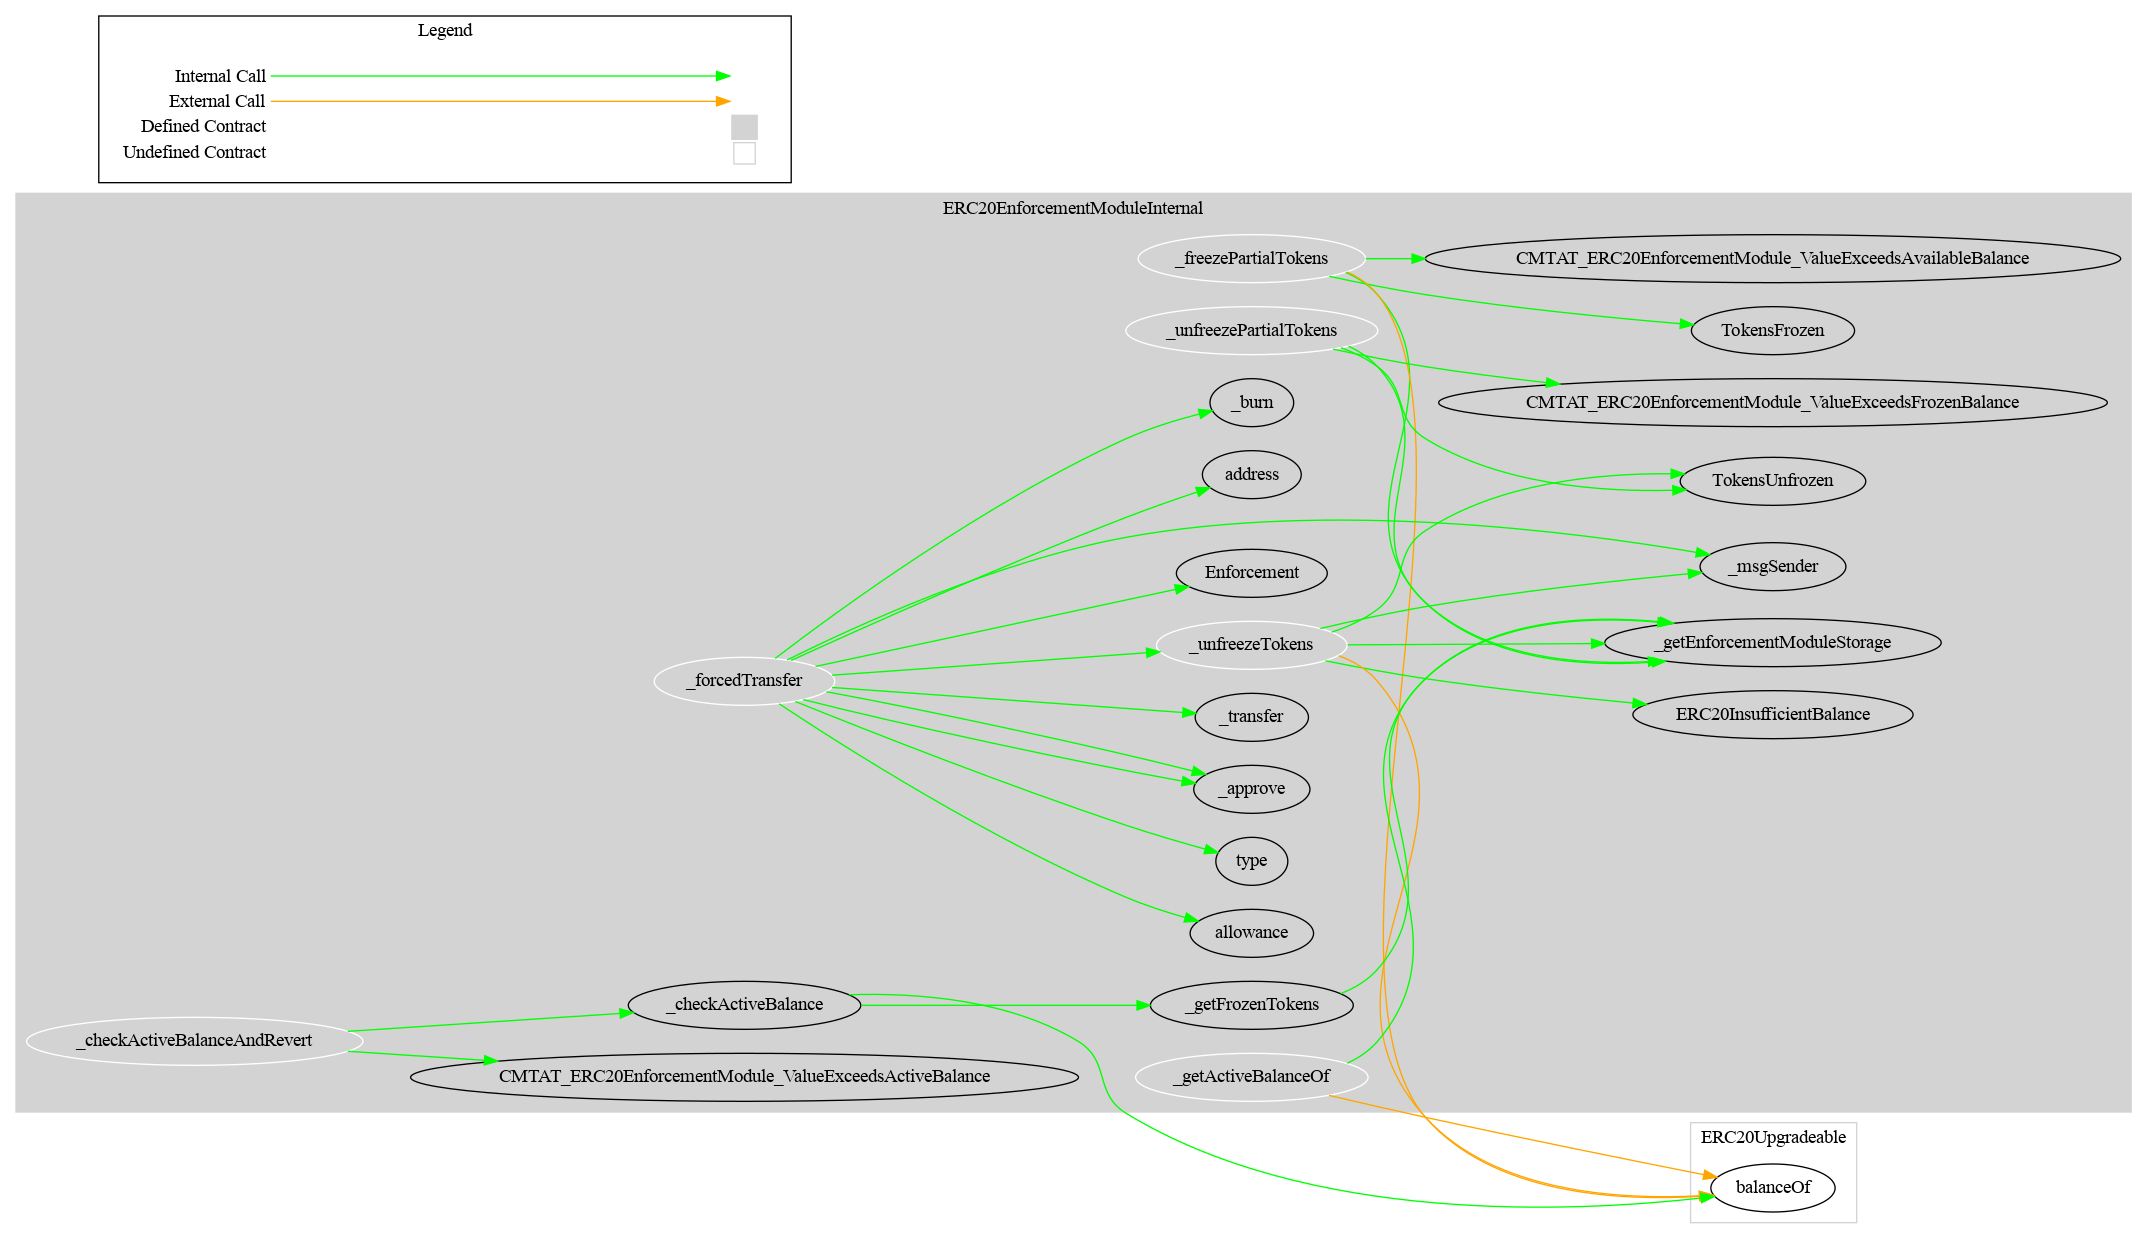 Legend
Internal Call
External Call
Defined Contract
Undefined Contract
ERC20EnforcementModuleInternal
_freezePartialTokens
CMTAT_ERC20EnforcementModule_ValueExceedsAvailableBalance
_unfreezePartialTokens
TokensFrozen
_burn
CMTAT_ERC20EnforcementModule_ValueExceedsFrozenBalance
address
TokensUnfrozen
Enforcement
_msgSender
_unfreezeTokens
_getEnforcementModuleStorage
_forcedTransfer
_transfer
ERC20InsufficientBalance
_approve
type
allowance
_checkActiveBalance
_getFrozenTokens
_checkActiveBalanceAndRevert
CMTAT_ERC20EnforcementModule_ValueExceedsActiveBalance
_getActiveBalanceOf
ERC20Upgradeable
balanceOf